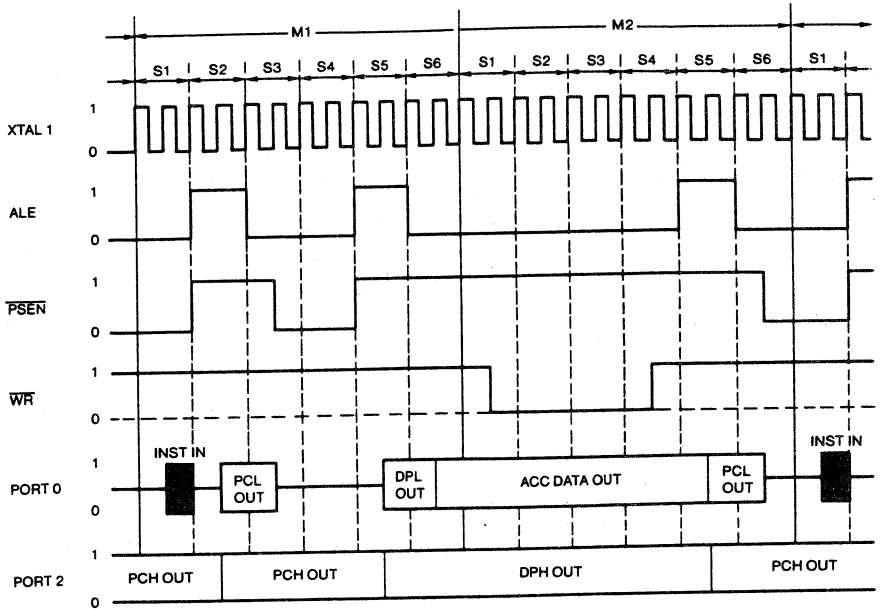 M1 M2
S1 S2 S3 S4 S5 S6 S1 S2 S3 S4 S5 S6 S1
XTAL 1 1 0
ALE 1 0
PSEN 1 0
WR 1 0
INST IN INST IN
PORT 0 1 0
PCL OUT DPL OUT ACC DATA OUT PCL OUT
PORT 2 1 0
PCH OUT PCH OUT DPH OUT PCH OUT